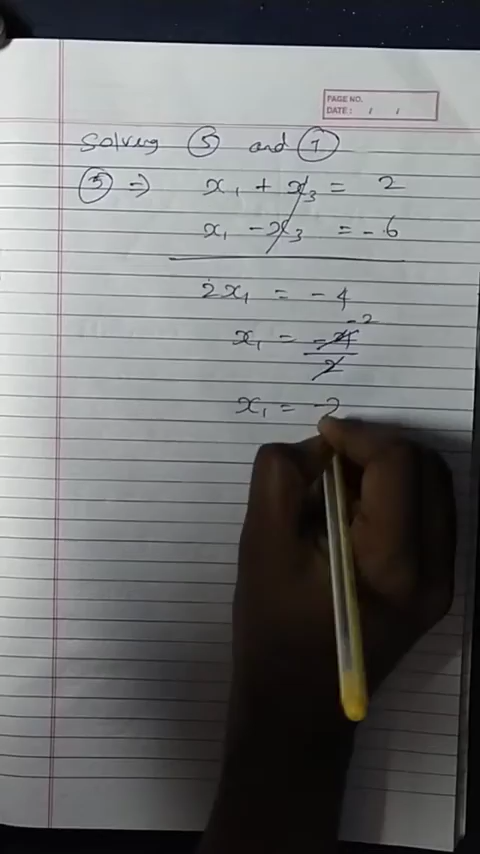 PAGE NO.
DATE : / /
Solving ⑤ and ①
⑤ ⇒ x₁ + x₃ = 2
x₁ - x₃ = -6
2x₁ = -4
x₁ = -4/2 -2
x₁ = -2